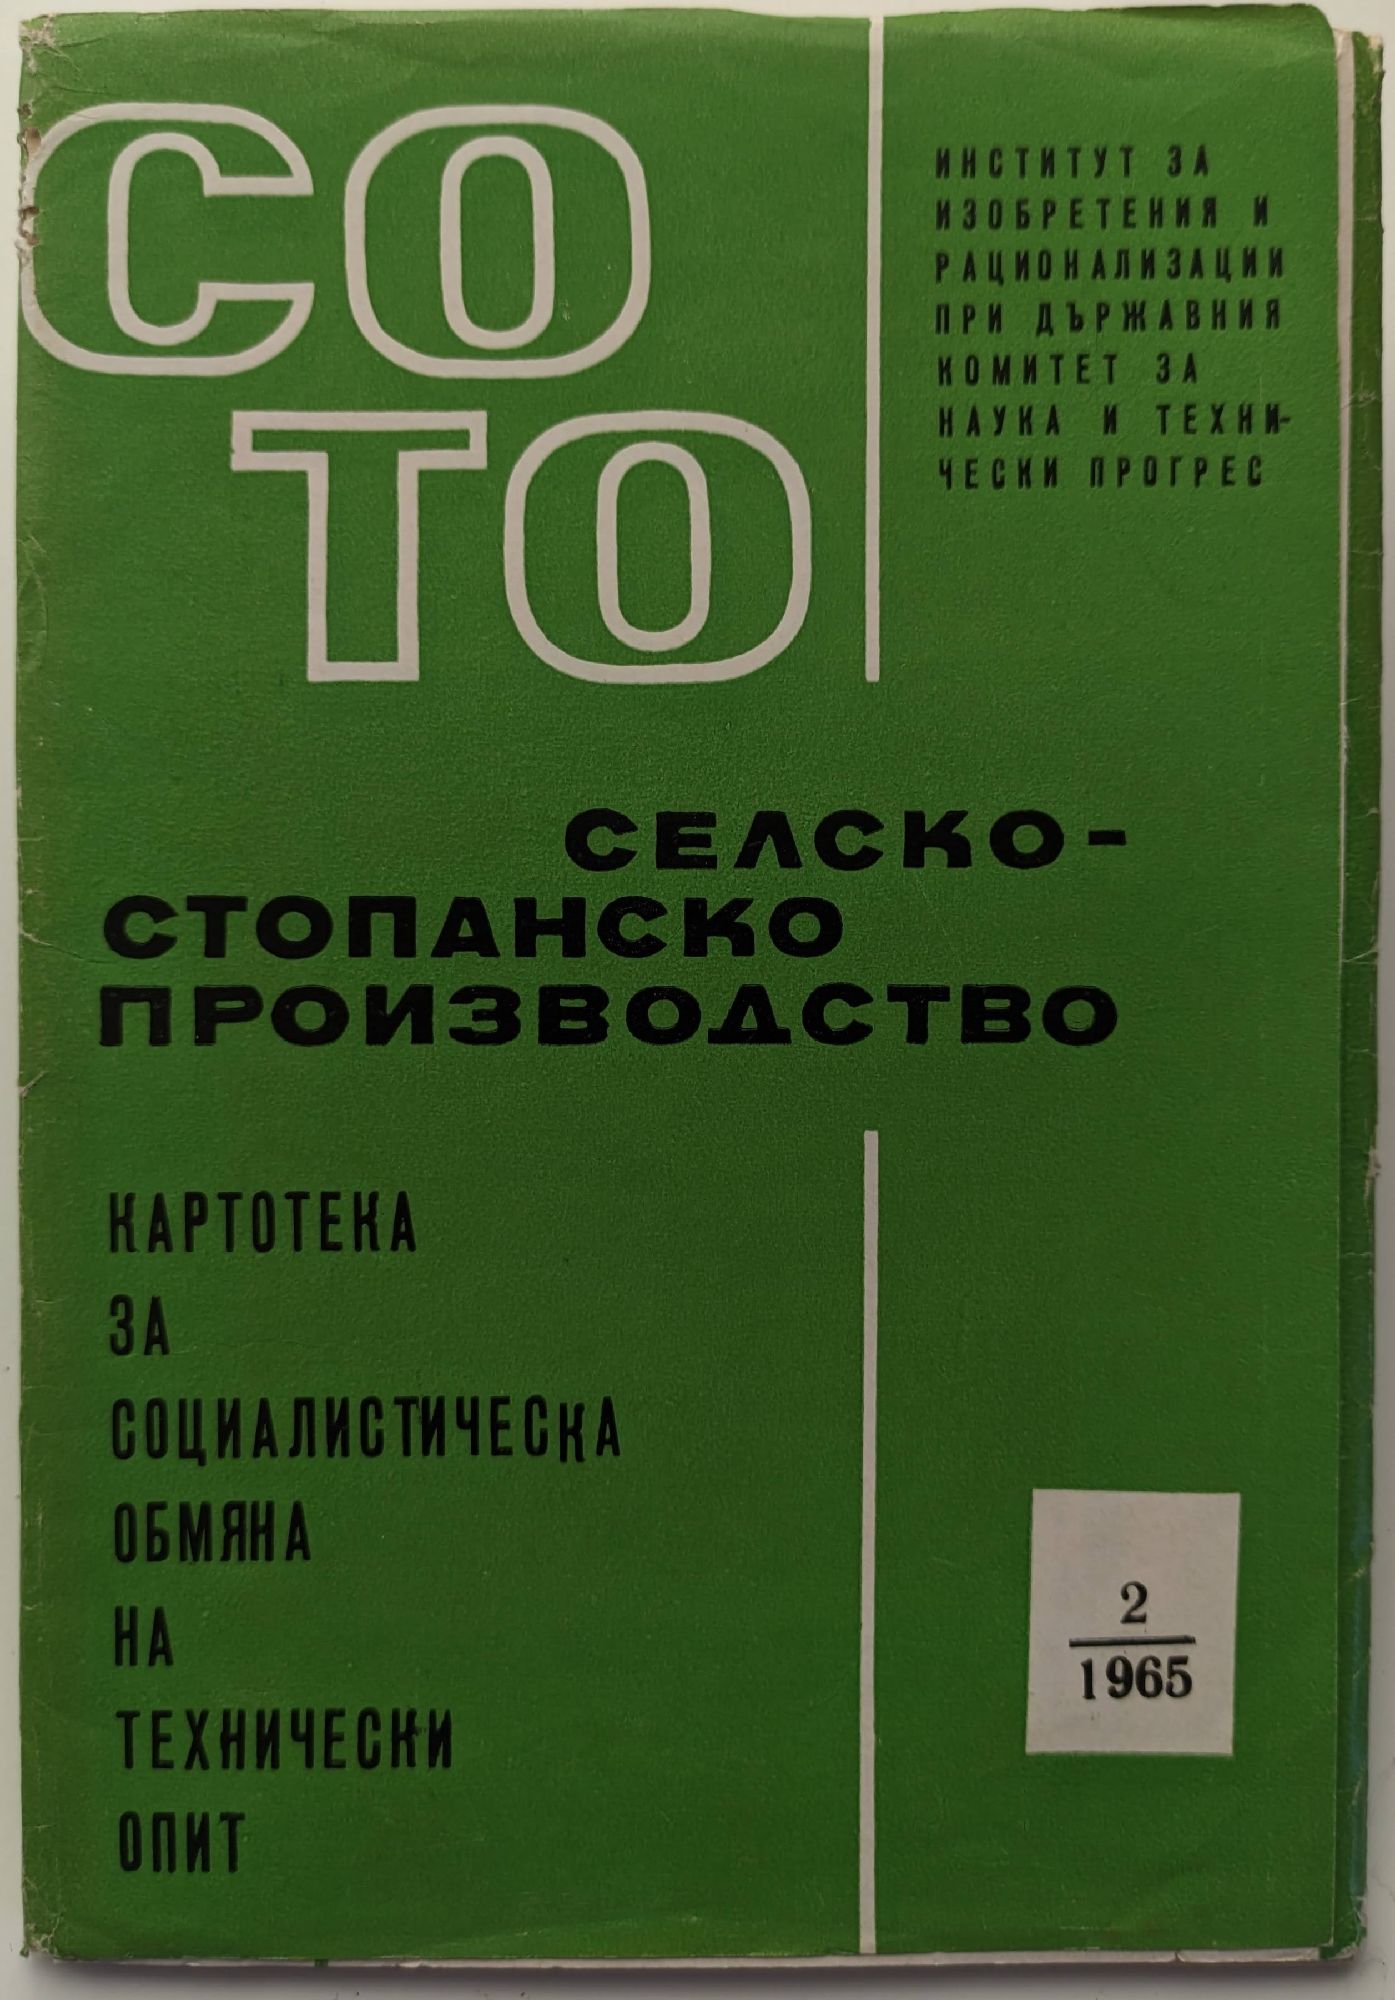 СО
ТО
ИНСТИТУТ ЗА
ИЗОБРЕТЕНИЯ И
РАЦИОНАЛИЗАЦИИ
ПРИ ДЪРЖАВНИЯ
КОМИТЕТ ЗА
НАУКА И ТЕХНИ-
ЧЕСКИ ПРОГРЕС
СЕЛСКО-
СТОПАНСКО
ПРОИЗВОДСТВО
КАРТОТЕКА
ЗА
СОЦИАЛИСТИЧЕСКА
ОБМЯНА
НА
ТЕХНИЧЕСКИ
ОПИТ
2
1965